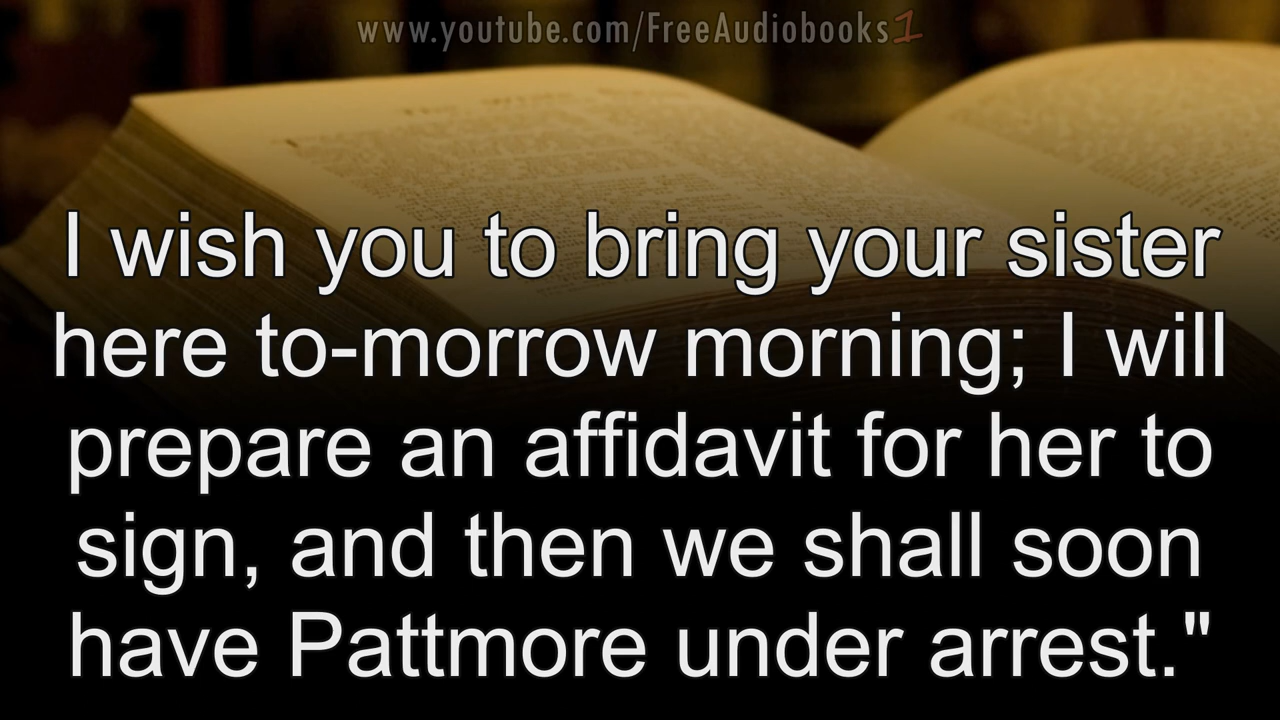 www.youtube.com/FreeAudiobooks1
I wish you to bring your sister
here to-morrow morning; I will
prepare an affidavit for her to
sign, and then we shall soon
have Pattmore under arrest."